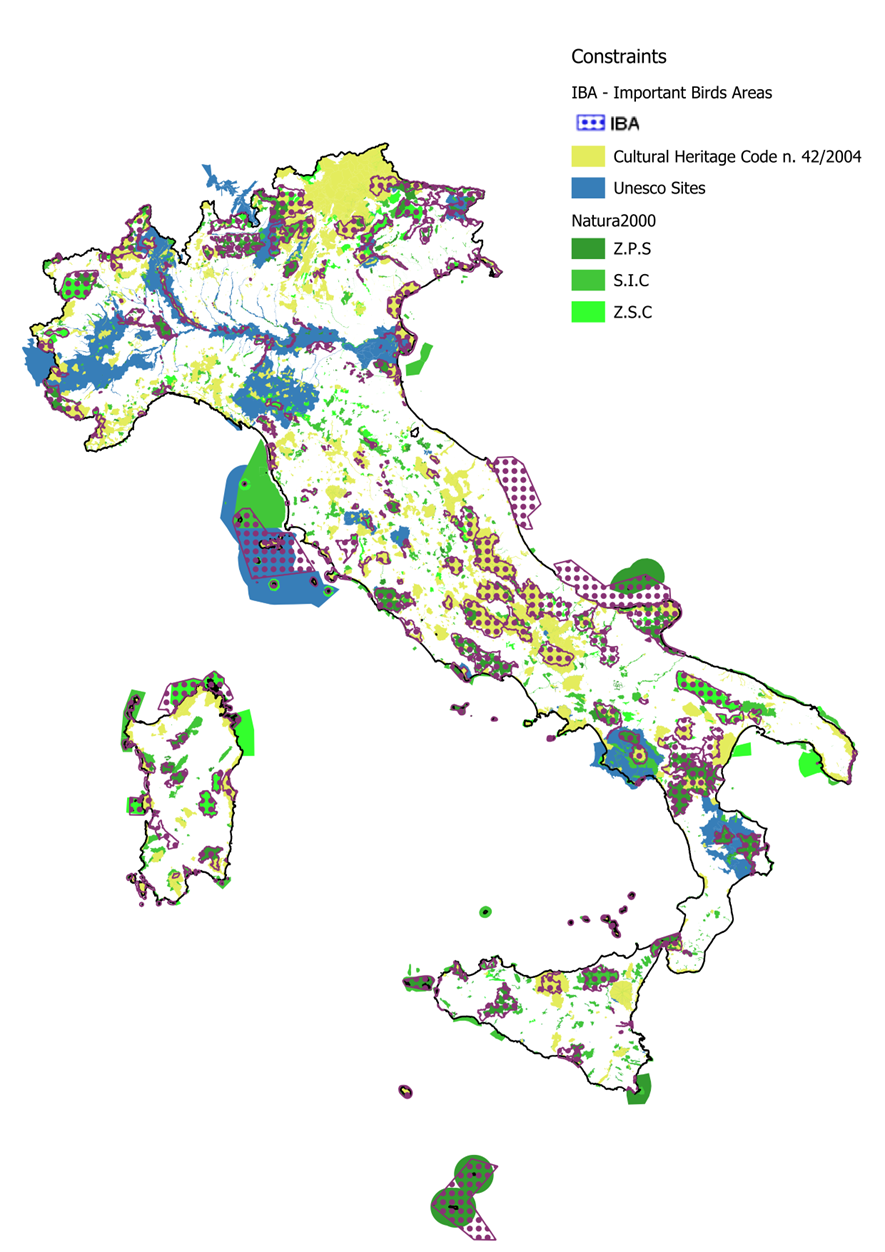 Constraints
IBA - Important Birds Areas
IBA
Cultural Heritage Code n. 42/2004
Unesco Sites
Natura2000
Z.P.S
S.I.C
Z.S.C